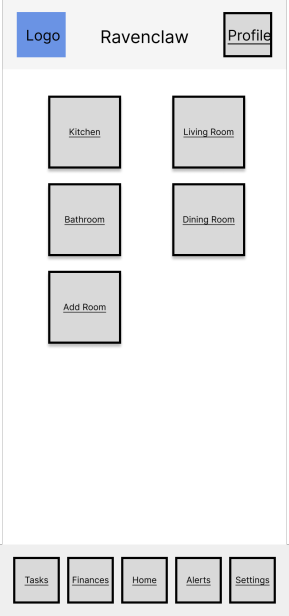 Logo
Ravenclaw
Profile
Kitchen
Living Room
Bathroom
Dining Room
Add Room
Tasks
Finances
Home
Alerts
Settings